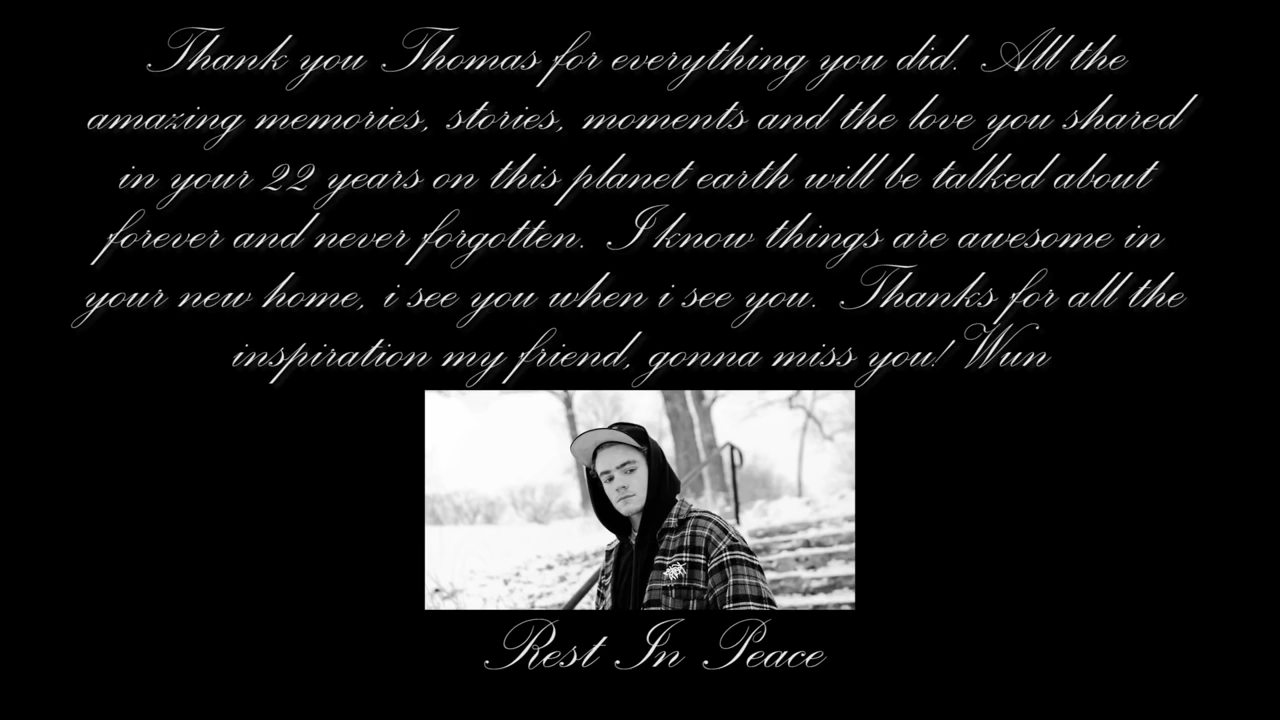 Thank you Thomas for everything you did. All the
amazing memories, stories, moments and the love you shared
in your 22 years on this planet earth will be talked about
forever and never forgotten. I know things are awesome in
your new home, i see you when i see you. Thanks for all the
inspiration my friend, gonna miss you! Wun
Rest In Peace